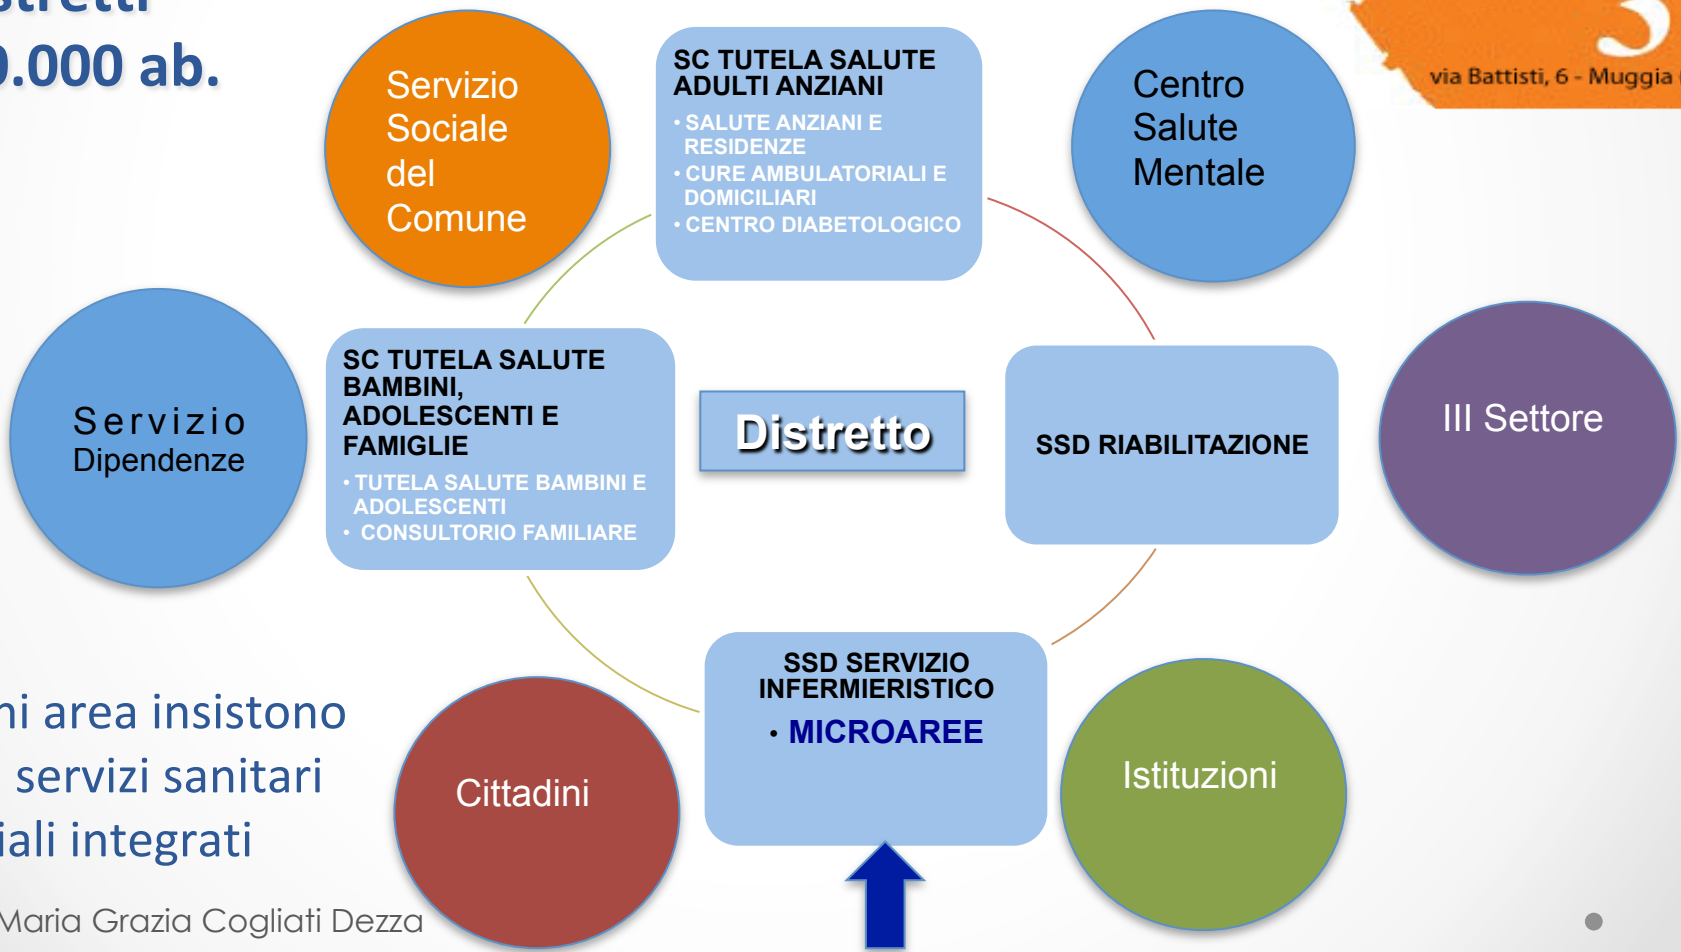 stretti
0.000 ab.
Servizio
Sociale
del
Comune
SC TUTELA SALUTE
ADULTI ANZIANI
• SALUTE ANZIANI E
RESIDENZE
• CURE AMBULATORIALI E
DOMICILIARI
• CENTRO DIABETOLOGICO
Centro
Salute
Mentale
3
via Battisti, 6 - Muggia
Servizio
Dipendenze
SC TUTELA SALUTE
BAMBINI,
ADOLESCENTI E
FAMIGLIE
• TUTELA SALUTE BAMBINI E
ADOLESCENTI
• CONSULTORIO FAMILIARE
Distretto
SSD RIABILITAZIONE
III Settore
SSD SERVIZIO
INFERMIERISTICO
• MICROAREE
ni area insistono
servizi sanitari
iali integrati
Cittadini
Istituzioni
Maria Grazia Cogliati Dezza